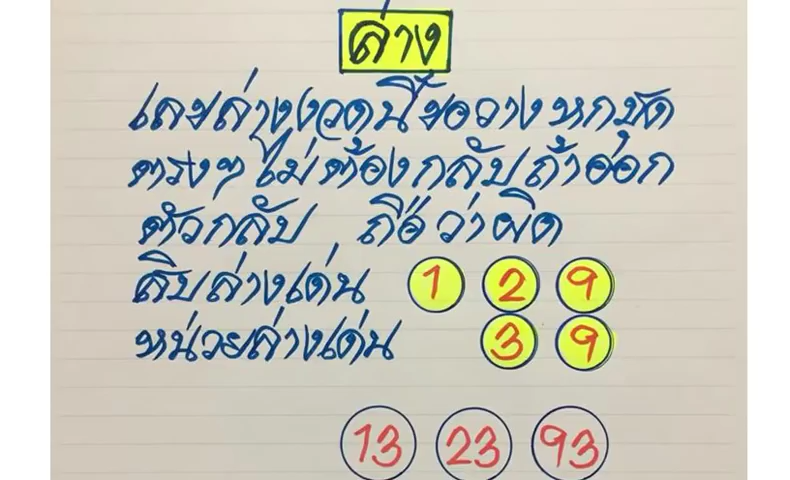 ล่าง
เลขล่างงวดนี้ขอวางหกชุด
ตรงๆ ไม่ต้องกลับถ้าออก
ตัวกลับ ถือว่าผิด
สิบล่างเด่น 1 2 9
หน่วยล่างเด่น 3 9
13 23 93